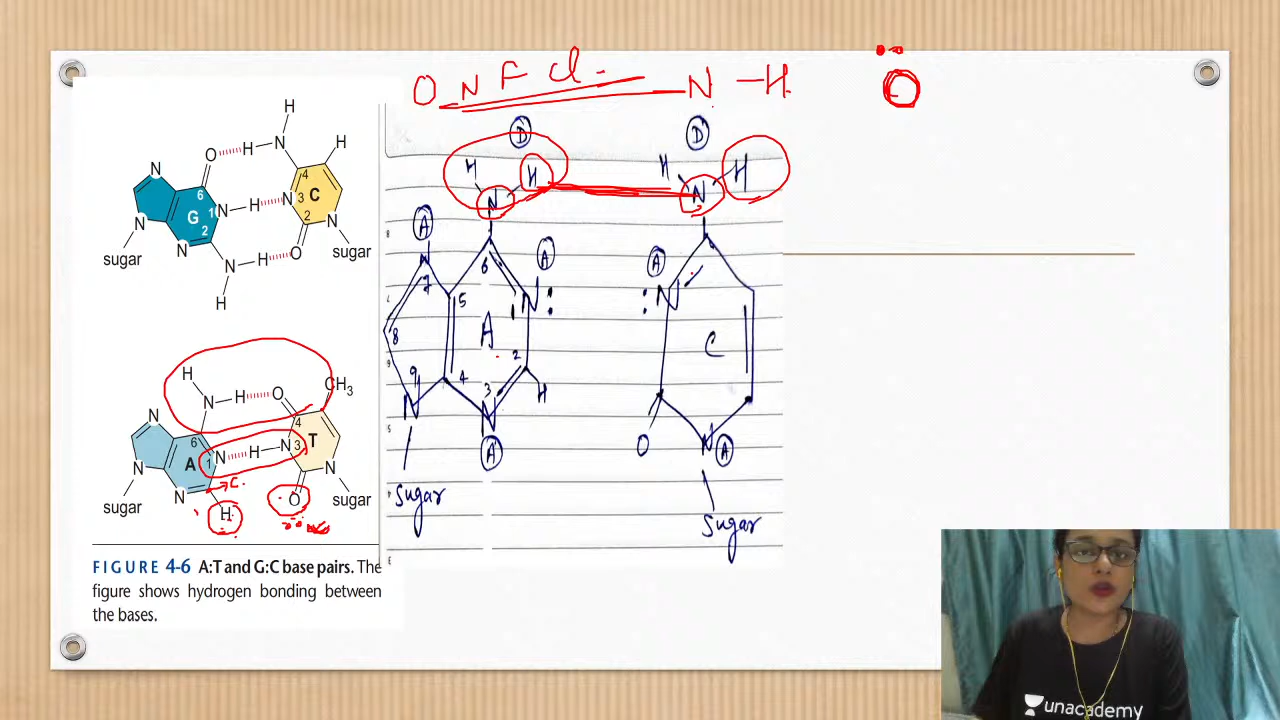 O N F Cl N – H
H
N H H
O 4
6 N 3 C
G N 1 H N
2 2
N N
sugar N H O sugar
H
H CH3
N H O
N 4
6 N 3 T
A 1 N H N
N N
sugar N C O sugar
H
D D
H H H H
N N
A A A
N 6 N: :N
7 5 1
8 A C
9 4 3 2
N N H O N A
A
Sugar Sugar
FIGURE 4-6 A:T and G:C base pairs. The
figure shows hydrogen bonding between
the bases.
unacademy